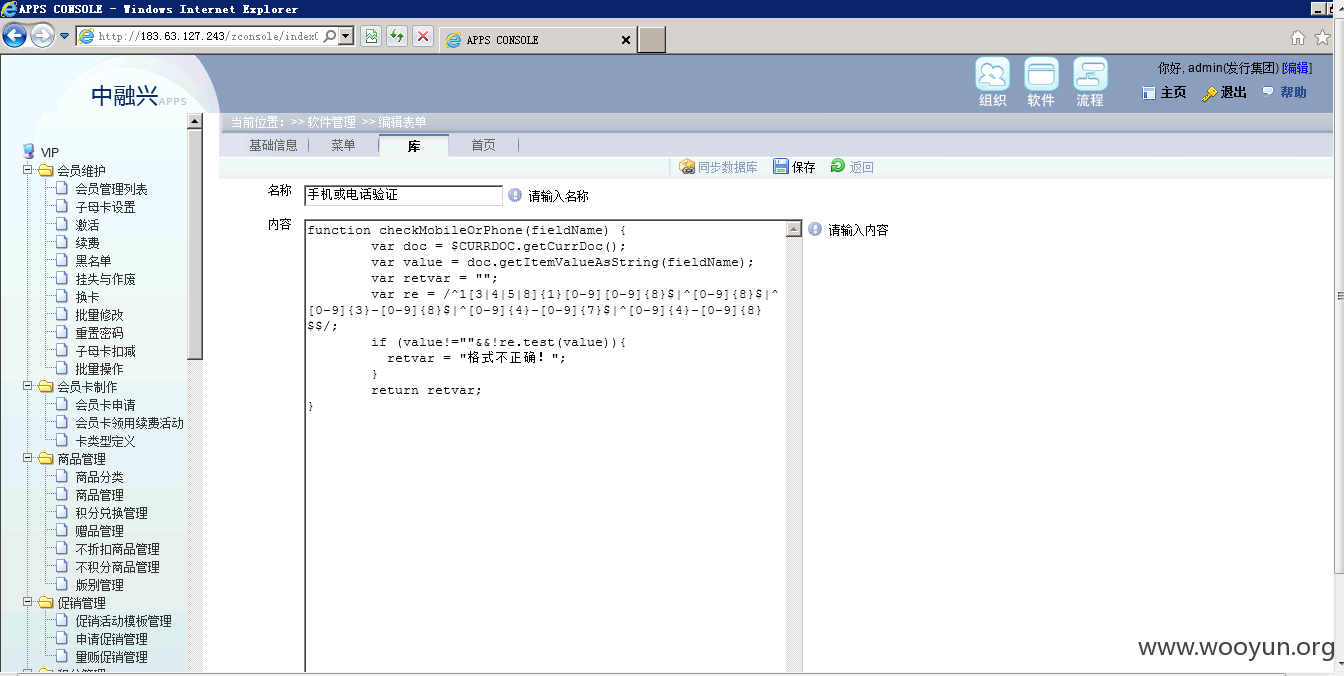 APPS CONSOLE - Windows Internet Explorer
http://183.63.127.243/zconsole/index
APPS CONSOLE
中融兴APPS
组织
软件
流程
你好, admin(发行集团) [编辑]
主页
退出
帮助
当前位置: >> 软件管理 >> 编辑表单
基础信息
菜单
库
首页
同步数据库
保存
返回
VIP
会员维护
会员管理列表
子母卡设置
激活
续费
黑名单
挂失与作废
换卡
批量修改
重置密码
子母卡扣减
批量操作
会员卡制作
会员卡申请
会员卡领用续费活动
卡类型定义
商品管理
商品分类
商品管理
积分兑换管理
赠品管理
不折扣商品管理
不积分商品管理
版别管理
促销管理
促销活动模板管理
申请促销管理
量贩促销管理
名称
手机或电话验证
请输入名称
内容
function checkMobileOrPhone(fieldName) {
var doc = $CURRDOC.getCurrDoc();
var value = doc.getItemValueAsString(fieldName);
var retvar = "";
var re = /^1[3|4|5|8]{1}[0-9][0-9]{8}$|^[0-9]{8}$|^
[0-9]{3}-[0-9]{8}$|^[0-9]{4}-[0-9]{7}$|^[0-9]{4}-[0-9]{8}
$$/;
if (value!=""&&!re.test(value)){
retvar = "格式不正确！";
}
return retvar;
}
请输入内容
www.wooyun.org